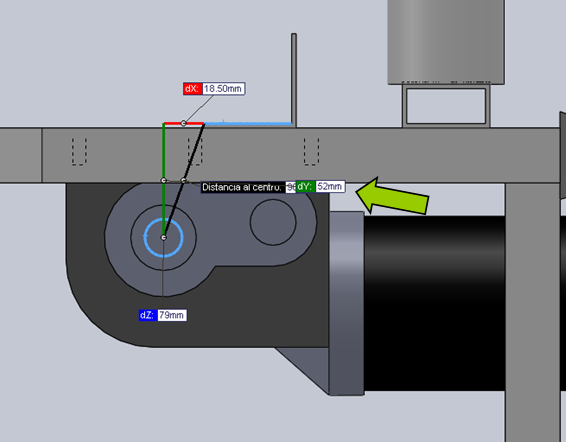 dX: 18.50mm
Distancia al centro:
dY: 52mm
dZ: 79mm